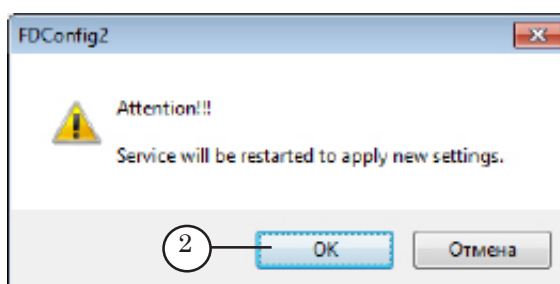 FDConfig2
Attention!!!
Service will be restarted to apply new settings.
2
OK
Отмена